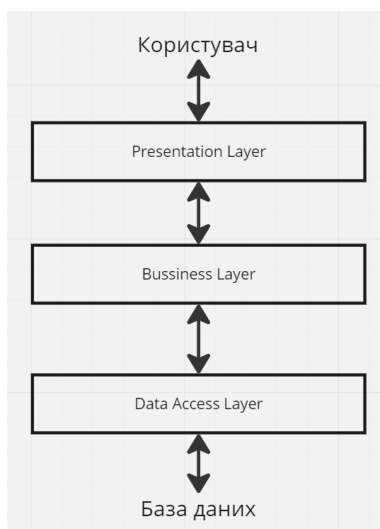 Користувач
Presentation Layer
Bussiness Layer
Data Access Layer
База даних